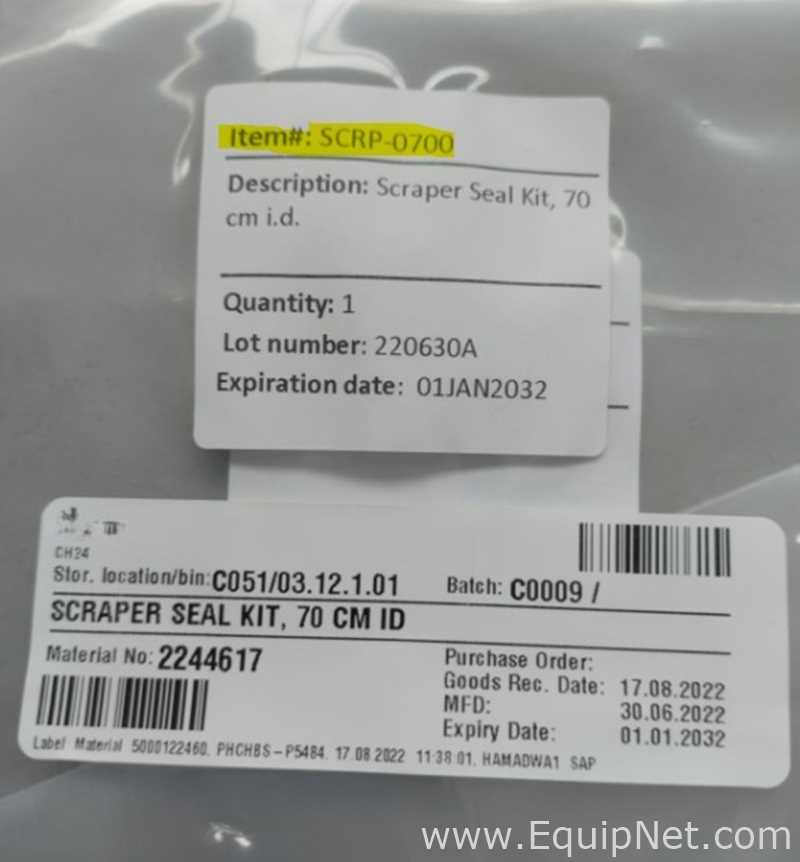 Item#: SCRP-0700
Description: Scraper Seal Kit, 70
cm i.d.
Quantity: 1
Lot number: 220630A
Expiration date: 01JAN2032
CH24
Stor. location/bin: C051/03.12.1.01
Batch: C0009 /
SCRAPER SEAL KIT, 70 CM ID
Material No: 2244617
Purchase Order:
Goods Rec. Date: 17.08.2022
MFD: 30.06.2022
Expiry Date: 01.01.2032
Label Material 5000122460. PHCHBS-P5484. 17.08.2022 11:38:01. HAMADWA1 SAP
www.EquipNet.com